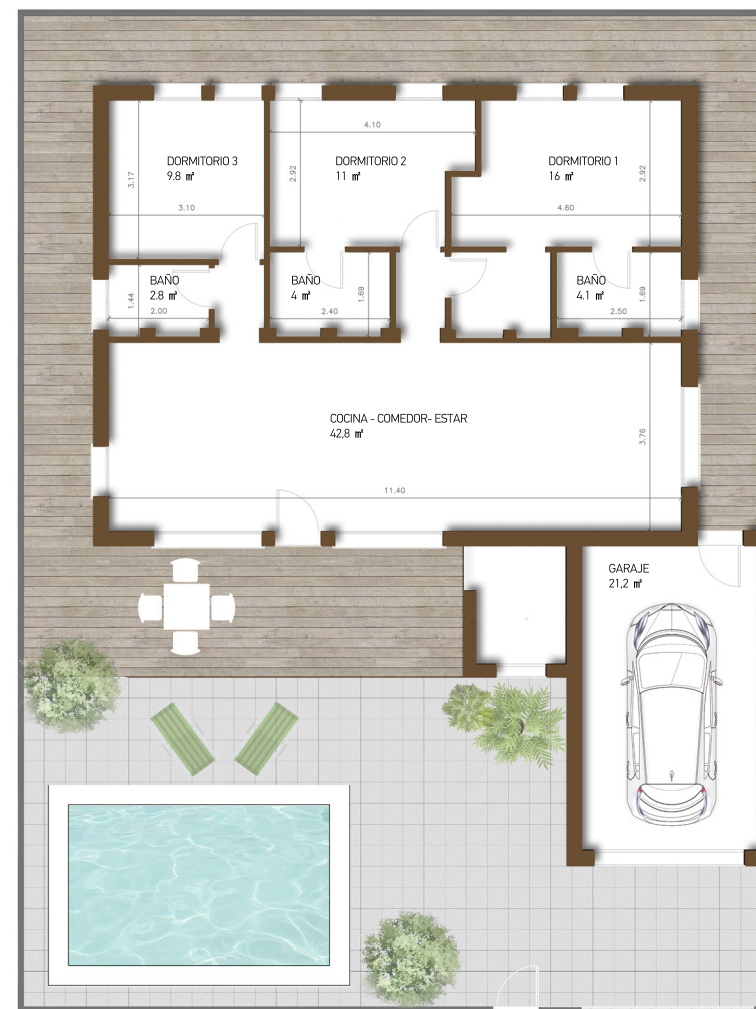 4.10
DORMITORIO 3
9.8 m²
DORMITORIO 2
11 m²
DORMITORIO 1
16 m²
3.17
2.92
2.92
3.10
4.60
BAÑO
2.8 m²
BAÑO
4 m²
BAÑO
4.1 m²
1.44
1.69
1.69
2.00
2.40
2.50
COCINA - COMEDOR- ESTAR
42,8 m²
3.76
11.40
GARAJE
21,2 m²